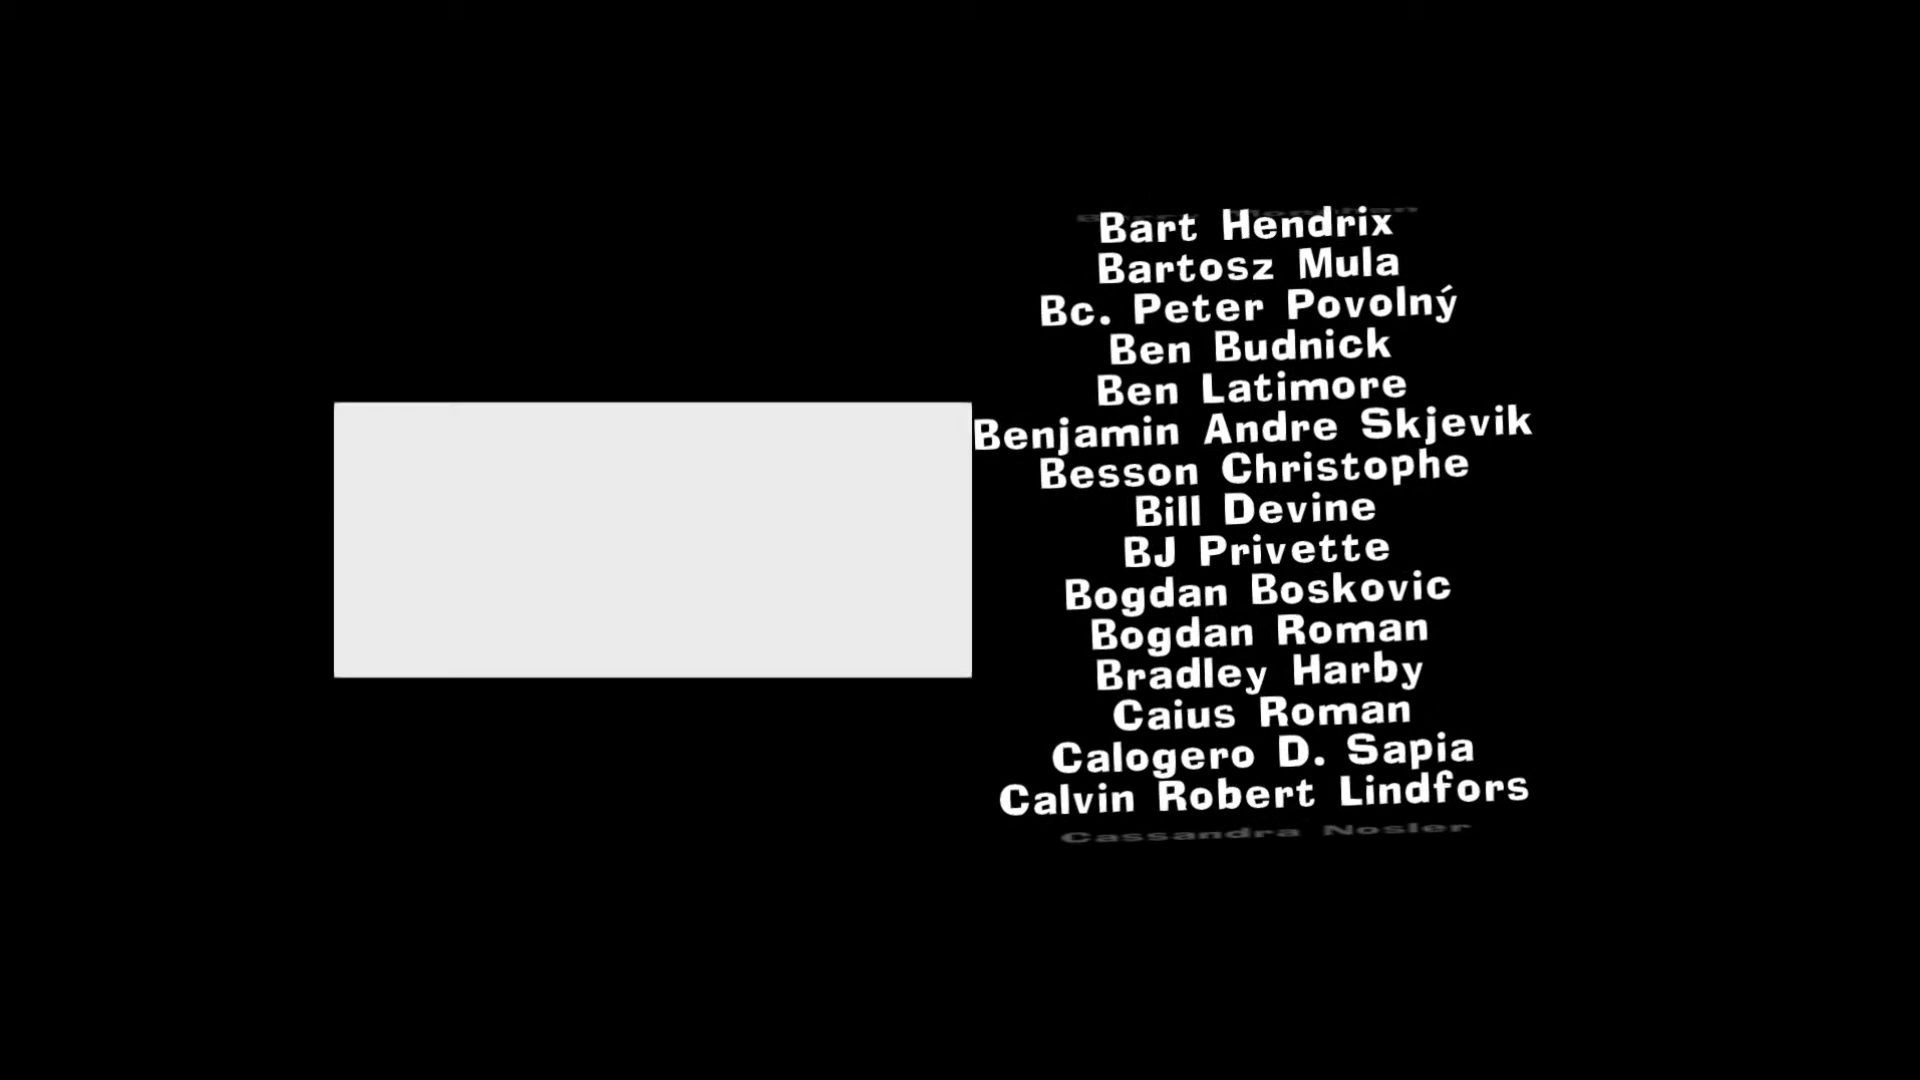 Bart Hendrix
Bartosz Mula
Bc. Peter Povolný
Ben Budnick
Ben Latimore
Benjamin Andre Skjevik
Besson Christophe
Bill Devine
BJ Privette
Bogdan Boskovic
Bogdan Roman
Bradley Harby
Caius Roman
Calogero D. Sapia
Calvin Robert Lindfors
Cassandra Nosler